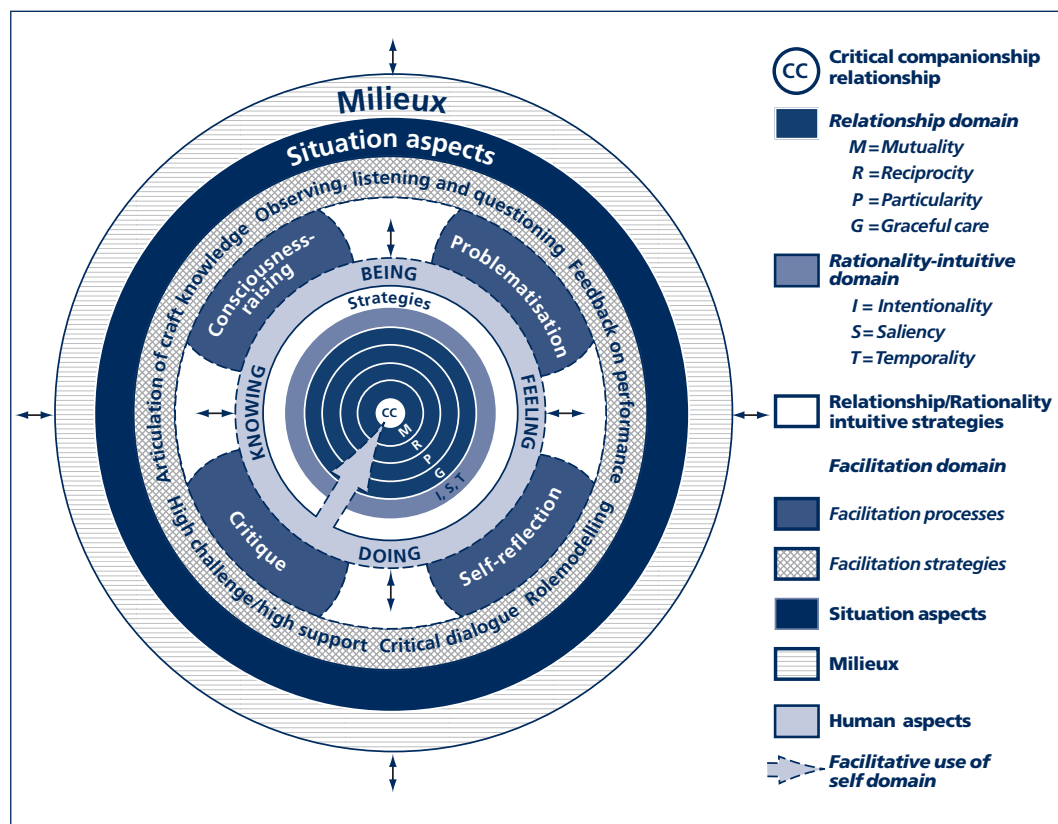 Milieux
Situation aspects
Observing, listening and questioning
Feedback on performance
Rolemodelling
Critical dialogue
High challenge/high support
Articulation of craft knowledge
Consciousness-
raising
Problematisation
Self-reflection
Critique
BEING
FEELING
DOING
KNOWING
Strategies
CC
M
R
P
G
I, S, T
CC
Critical companionship
relationship
Relationship domain
M = Mutuality
R = Reciprocity
P = Particularity
G = Graceful care
Rationality-intuitive
domain
I = Intentionality
S = Saliency
T = Temporality
Relationship/Rationality
intuitive strategies
Facilitation domain
Facilitation processes
Facilitation strategies
Situation aspects
Milieux
Human aspects
Facilitative use of
self domain